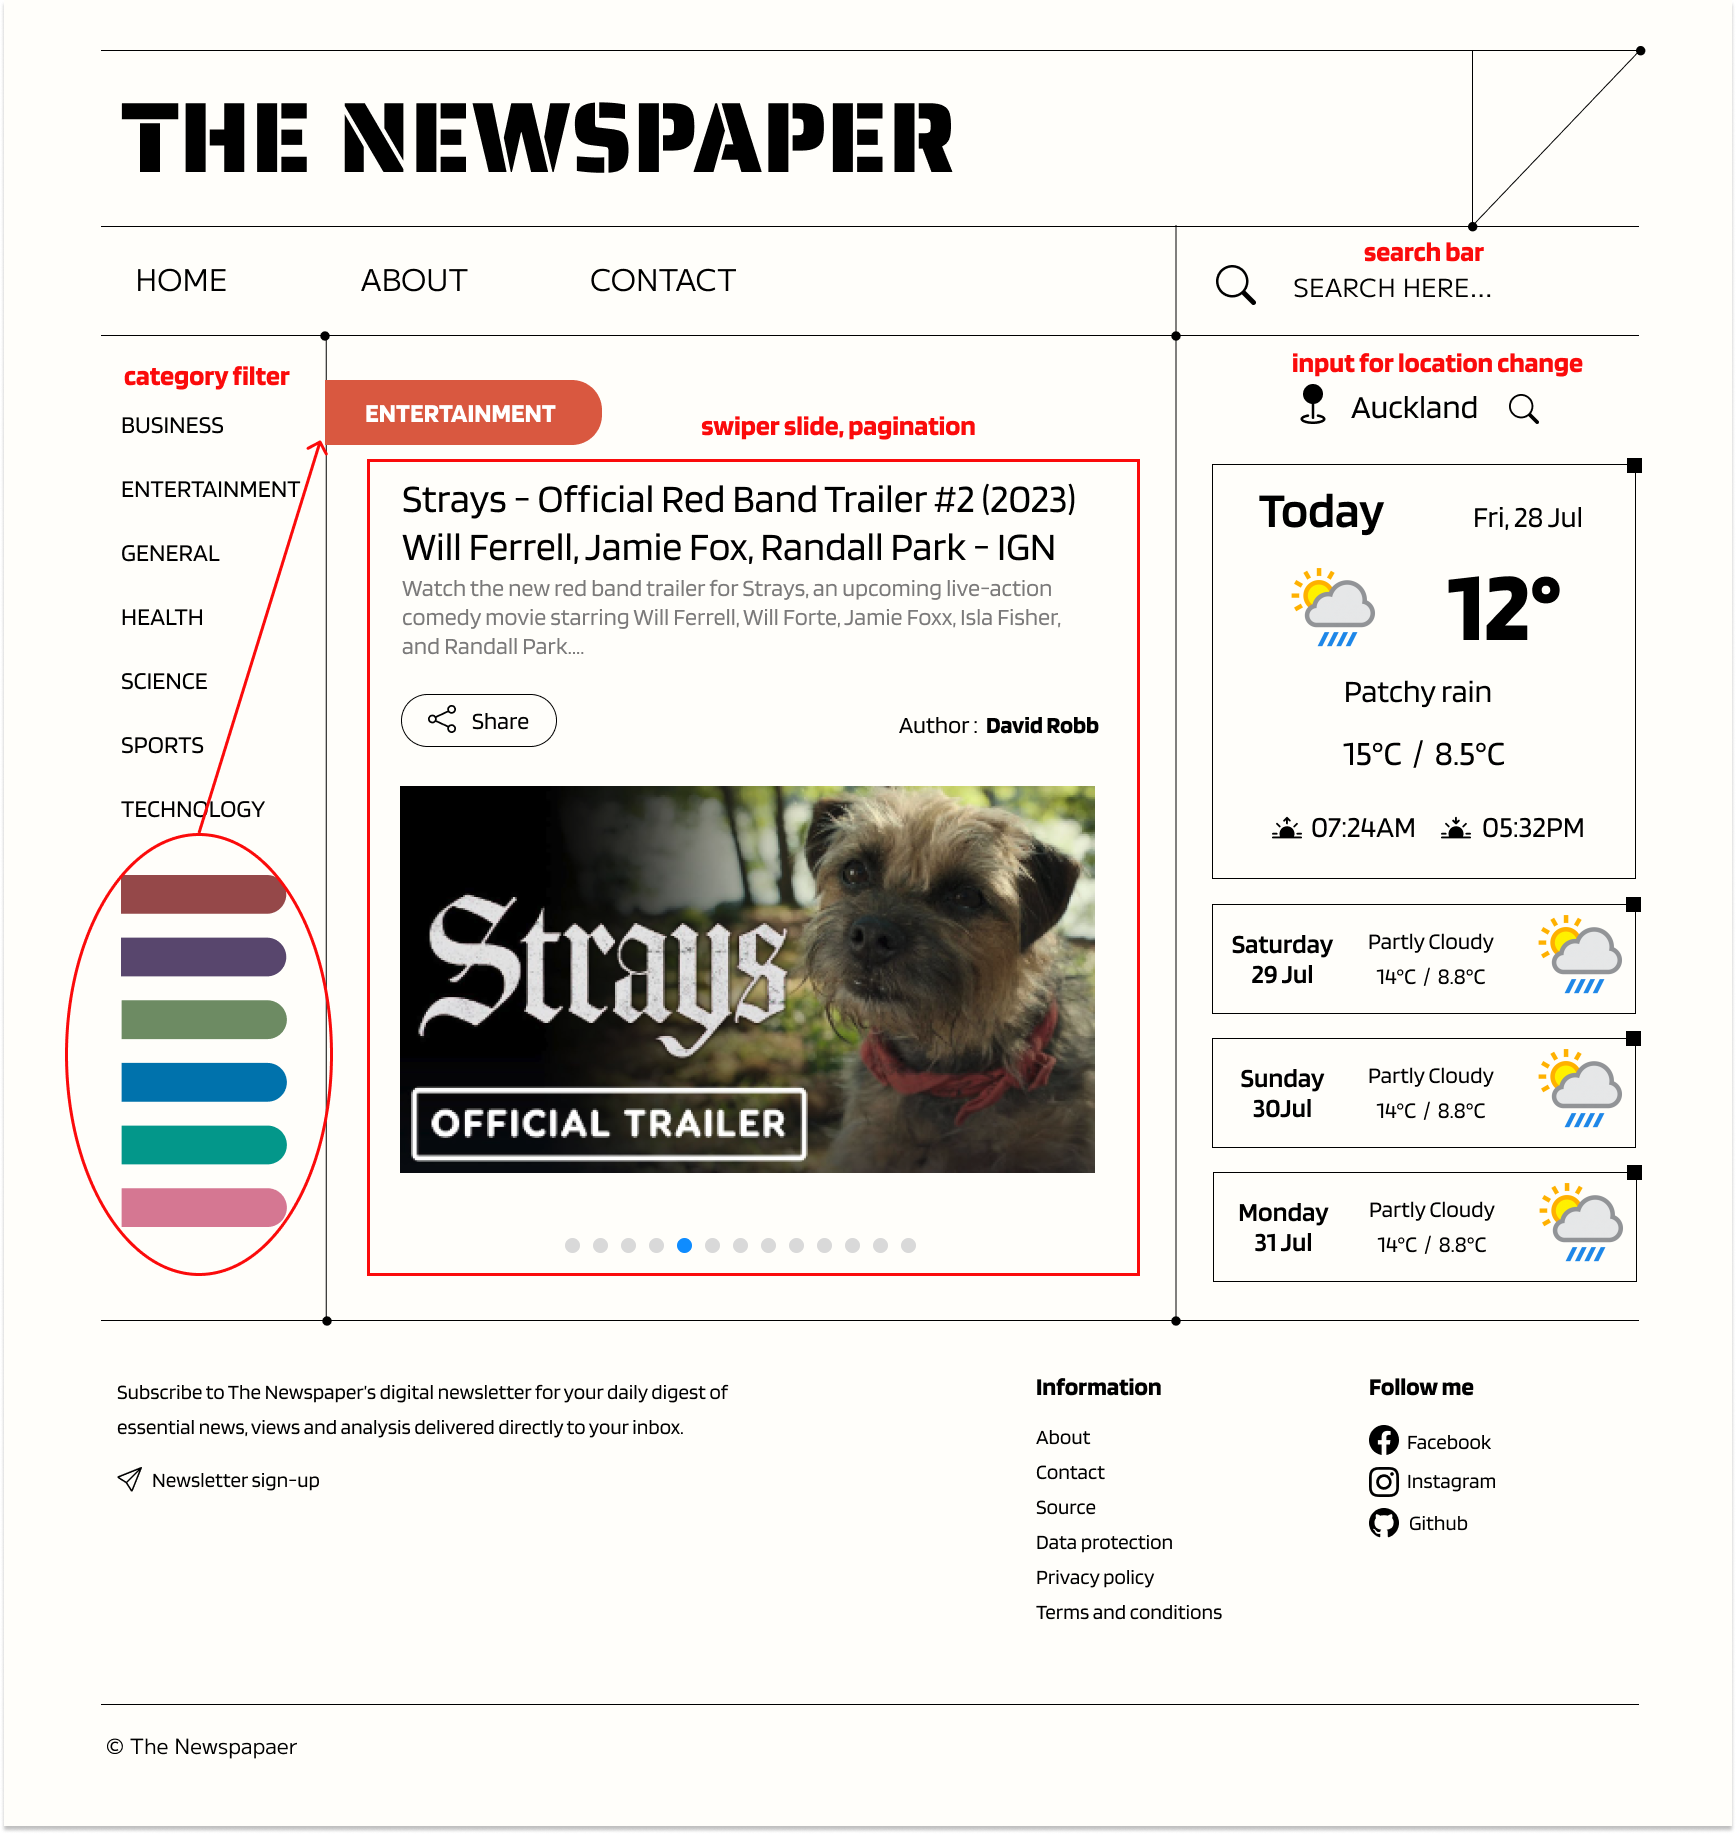 THE NEWSPAPER
HOME
ABOUT
CONTACT
search bar
SEARCH HERE...
category filter
BUSINESS
ENTERTAINMENT
GENERAL
HEALTH
SCIENCE
SPORTS
TECHNOLOGY
ENTERTAINMENT
swiper slide, pagination
Strays - Official Red Band Trailer #2 (2023)
Will Ferrell, Jamie Fox, Randall Park - IGN
Watch the new red band trailer for Strays, an upcoming live-action
comedy movie starring Will Ferrell, Will Forte, Jamie Foxx, Isla Fisher,
and Randall Park....
Share
Author : David Robb
Strays
OFFICIAL TRAILER
input for location change
Auckland
Today
Fri, 28 Jul
12°
Patchy rain
15°C / 8.5°C
07:24AM 05:32PM
Saturday
29 Jul
Partly Cloudy
14°C / 8.8°C
Sunday
30Jul
Partly Cloudy
14°C / 8.8°C
Monday
31 Jul
Partly Cloudy
14°C / 8.8°C
Subscribe to The Newspaper's digital newsletter for your daily digest of
essential news, views and analysis delivered directly to your inbox.
Newsletter sign-up
Information
About
Contact
Source
Data protection
Privacy policy
Terms and conditions
Follow me
Facebook
Instagram
Github
© The Newspapaer